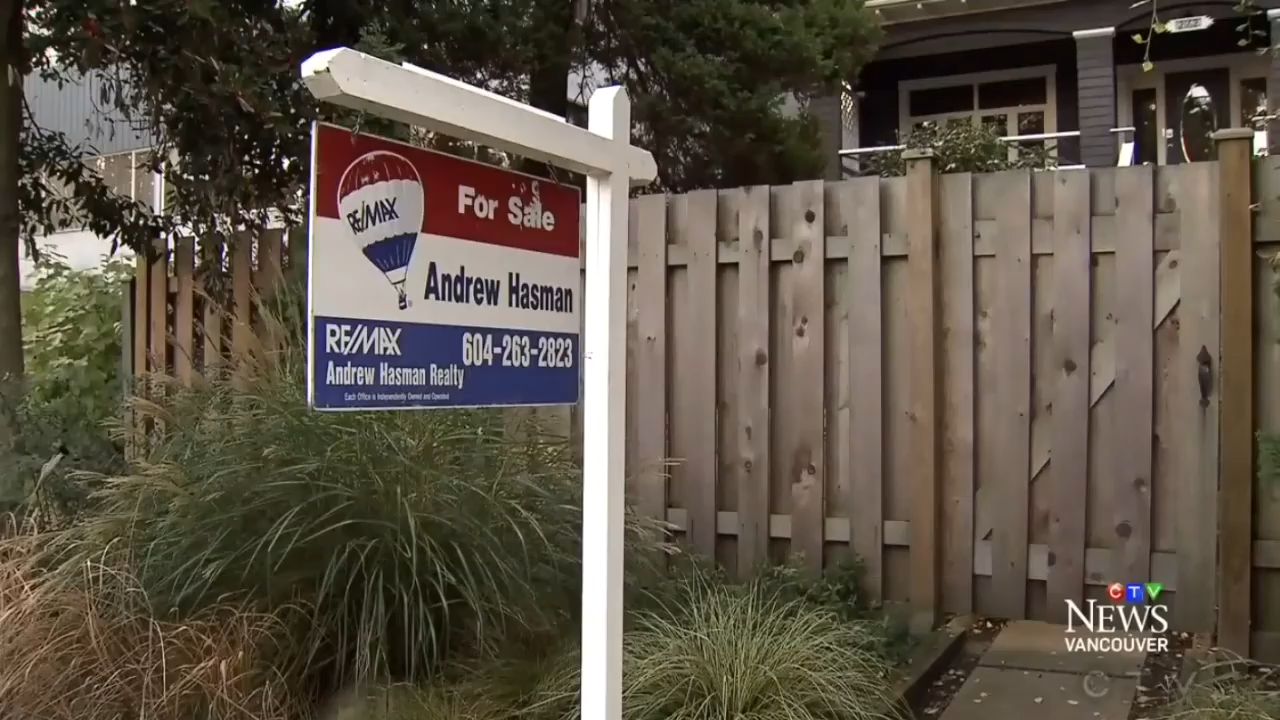 For Sale
RE/MAX
Andrew Hasman
RE/MAX
604-263-2823
Andrew Hasman Realty
Each Office is Independently Owned and Operated
CTV
NEWS
VANCOUVER
CTV